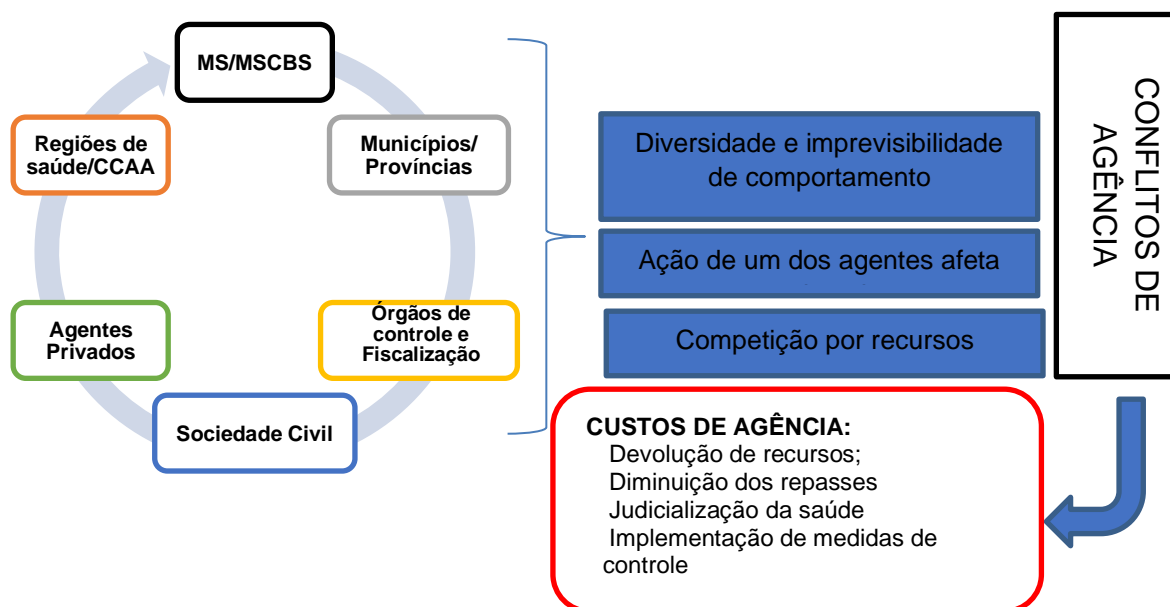 MS/MSCBS
Municípios/
Províncias
Órgãos de
controle e
Fiscalização
Sociedade Civil
Agentes
Privados
Regiões de
saúde/CCAA
Diversidade e imprevisibilidade
de comportamento
Ação de um dos agentes afeta
Competição por recursos
CONFLITOS DE
AGÊNCIA
CUSTOS DE AGÊNCIA:
Devolução de recursos;
Diminuição dos repasses
Judicialização da saúde
Implementação de medidas de
controle